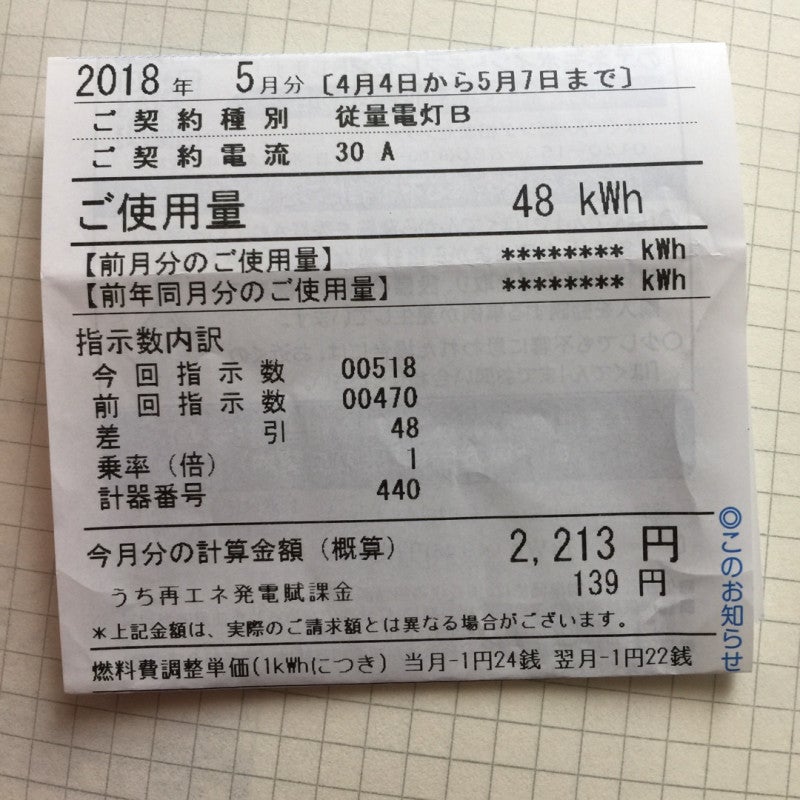 2018年 5月分 〔4月4日から5月7日まで〕
ご契約種別 従量電灯B
ご契約電流 30 A
ご使用量 48 kWh
【前月分のご使用量】 ******** kWh
【前年同月分のご使用量】 ******** kWh
指示数内訳
今回指示数 00518
前回指示数 00470
差引 48
乗率（倍） 1
計器番号 440
今月分の計算金額（概算） 2,213 円
うち再エネ発電賦課金 139 円
*上記金額は、実際のご請求額とは異なる場合がございます。
燃料費調整単価(1kWhにつき) 当月-1円24銭 翌月-1円22銭
◎このお知らせ